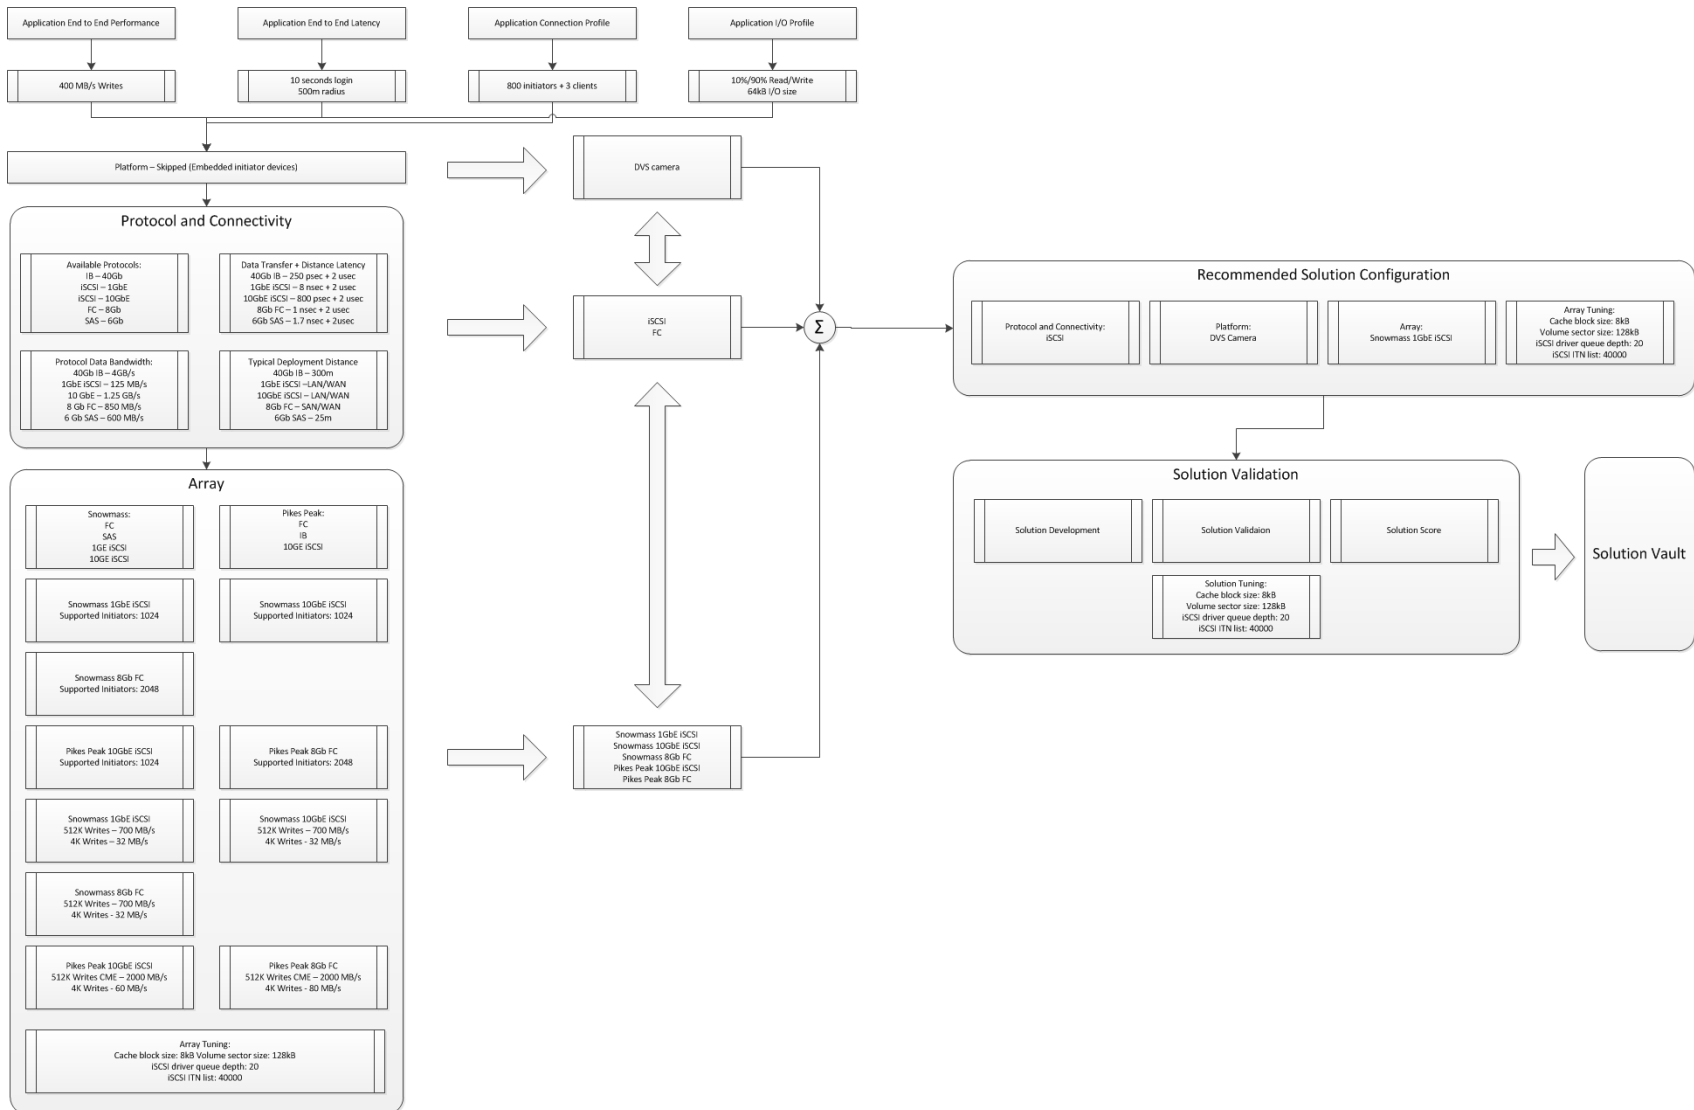 Application End to End Performance
Application End to End Latency
Application Connection Profile
Application I/O Profile
400 MB/s Writes
10 seconds login
500m radius
800 initiators + 3 clients
10%/90% Read/Write
64kB I/O size
Platform – Skipped (Embedded initiator devices)
DVS camera
Protocol and Connectivity
Available Protocols:
IB – 40Gb
iSCSI – 1GbE
iSCSI – 10GbE
FC – 8Gb
SAS – 6Gb
Data Transfer + Distance Latency
40Gb IB – 250 psec + 2 usec
1GbE iSCSI – 8 nsec + 2 usec
10GbE iSCSI – 800 psec + 2 usec
8Gb FC – 1 nsec + 2 usec
6Gb SAS – 1.7 nsec + 2usec
Protocol Data Bandwidth:
40Gb IB – 4GB/s
1GbE iSCSI – 125 MB/s
10 GbE – 1.25 GB/s
8 Gb FC – 850 MB/s
6 Gb SAS – 600 MB/s
Typical Deployment Distance
40Gb IB – 300m
1GbE iSCSI –LAN/WAN
10GbE iSCSI – LAN/WAN
8Gb FC – SAN/WAN
6Gb SAS – 25m
iSCSI
FC
Σ
Recommended Solution Configuration
Protocol and Connectivity:
iSCSI
Platform:
DVS Camera
Array:
Snowmass 1GbE iSCSI
Array Tuning:
Cache block size: 8kB
Volume sector size: 128kB
iSCSI driver queue depth: 20
iSCSI ITN list: 40000
Array
Snowmass:
FC
SAS
1GE iSCSI
10GE iSCSI
Pikes Peak:
FC
IB
10GE iSCSI
Snowmass 1GbE iSCSI
Supported Initiators: 1024
Snowmass 10GbE iSCSI
Supported Initiators: 1024
Snowmass 8Gb FC
Supported Initiators: 2048
Pikes Peak 10GbE iSCSI
Supported Initiators: 1024
Pikes Peak 8Gb FC
Supported Initiators: 2048
Snowmass 1GbE iSCSI
512K Writes – 700 MB/s
4K Writes – 32 MB/s
Snowmass 10GbE iSCSI
512K Writes – 700 MB/s
4K Writes - 32 MB/s
Snowmass 8Gb FC
512K Writes – 700 MB/s
4K Writes - 32 MB/s
Pikes Peak 10GbE iSCSI
512K Writes CME – 2000 MB/s
4K Writes - 60 MB/s
Pikes Peak 8Gb FC
512K Writes CME – 2000 MB/s
4K Writes - 80 MB/s
Array Tuning:
Cache block size: 8kB Volume sector size: 128kB
iSCSI driver queue depth: 20
iSCSI ITN list: 40000
Snowmass 1GbE iSCSI
Snowmass 10GbE iSCSI
Snowmass 8Gb FC
Pikes Peak 10GbE iSCSI
Pikes Peak 8Gb FC
Solution Validation
Solution Development
Solution Validaion
Solution Score
Solution Tuning:
Cache block size: 8kB
Volume sector size: 128kB
iSCSI driver queue depth: 20
iSCSI ITN list: 40000
Solution Vault